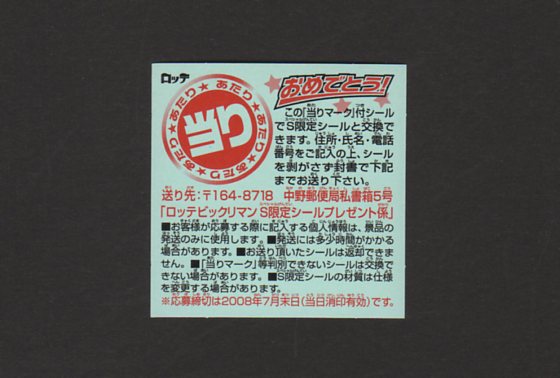 ロッテ
あたり★あたり★あたり★あたり★あたり★
当り
おめでとう!
この「当りマーク」付シール
でS限定シールと交換で
きます。住所・氏名・電話
番号をご記入の上、シール
を剥がさず封書で下記
までお送り下さい。
送り先:〒164-8718 中野郵便局私書箱5号
「ロッテビックリマン S限定シールプレゼント係」
■お客様が応募する際に記入する個人情報は、景品の
発送のみに使用します。■発送には多少時間がかかる
場合があります。■お送り頂いたシールは返却できま
せん。■「当りマーク」等判別できないシールは交換で
きない場合があります。■S限定シールの材質は仕様
を変更する場合があります。
※応募締切は2008年7月末日(当日消印有効)です。